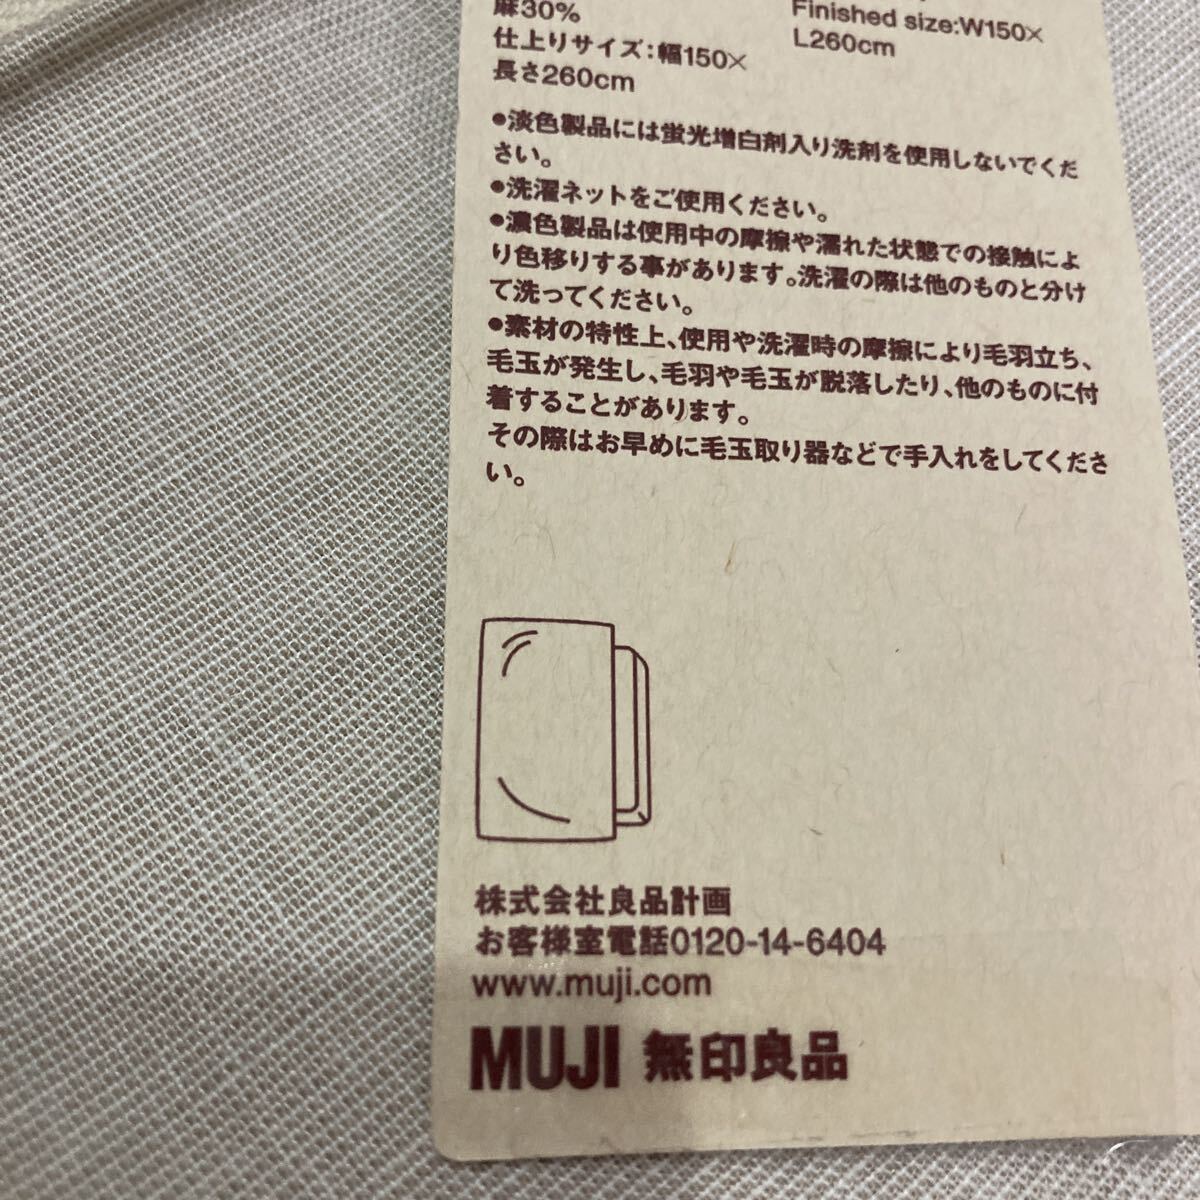 麻30%
仕上りサイズ：幅150×
長さ260cm
Finished size:W150×
L260cm
●淡色製品には蛍光増白剤入り洗剤を使用しないでくだ
さい。
●洗濯ネットをご使用ください。
●濃色製品は使用中の摩擦や濡れた状態での接触によ
り色移りする事があります。洗濯の際は他のものと分け
て洗ってください。
●素材の特性上、使用や洗濯時の摩擦により毛羽立ち、
毛玉が発生し、毛羽や毛玉が脱落したり、他のものに付
着することがあります。
その際はお早めに毛玉取り器などで手入れをしてくださ
い。
株式会社良品計画
お客様室電話0120-14-6404
www.muji.com
MUJI 無印良品